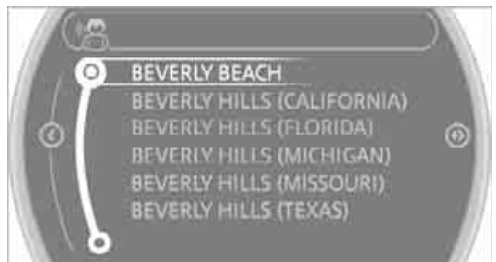 BEVERLY BEACH
BEVERLY HILLS (CALIFORNIA)
BEVERLY HILLS (FLORIDA)
BEVERLY HILLS (MICHIGAN)
BEVERLY HILLS (MISSOURI)
BEVERLY HILLS (TEXAS)